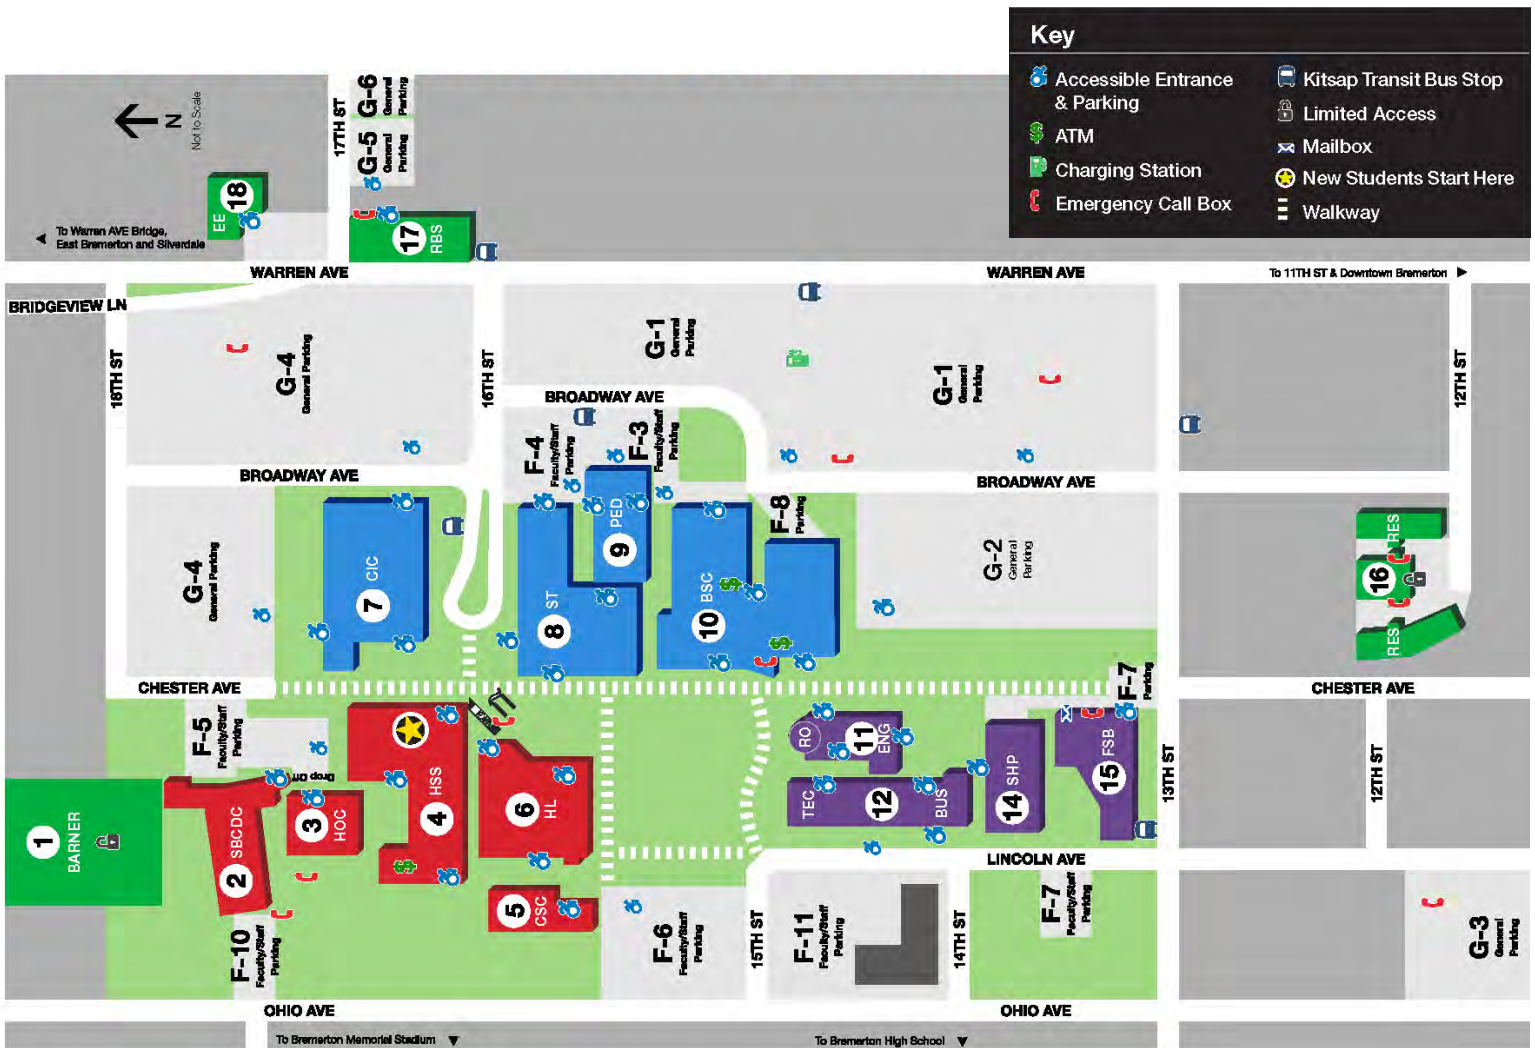 Key
Accessible Entrance
& Parking
ATM
Charging Station
Emergency Call Box
Kitsap Transit Bus Stop
Limited Access
Mailbox
New Students Start Here
Walkway
N
Not to Scale
17TH ST
G-6
General
Parking
G-5
General
Parking
18
EE
17
RBS
To Warren AVE Bridge,
East Bremerton and Silverdale
WARREN AVE
WARREN AVE
To 11TH ST & Downtown Bremerton
BRIDGEVIEW LN
18TH ST
G-4
General Parking
16TH ST
G-1
General
Parking
G-1
General
Parking
12TH ST
BROADWAY AVE
F-4
Faculty/Staff
Parking
F-3
Faculty/Staff
Parking
BROADWAY AVE
BROADWAY AVE
G-4
General Parking
7
CIC
8
ST
9
PED
10
BSC
F-8
Parking
G-2
General
Parking
RES
16
RES
CHESTER AVE
F-7
Parking
CHESTER AVE
F-5
Faculty/Staff
Parking
Drop Off
1
BARNER
2
SBCDC
3
HOC
4
HSS
6
HL
5
CSC
RO
11
ENG
TEC
12
BUS
14
SHP
15
FSB
13TH ST
12TH ST
LINCOLN AVE
F-10
Faculty/Staff
Parking
F-6
Faculty/Staff
Parking
15TH ST
F-11
Faculty/Staff
Parking
14TH ST
F-7
Faculty/Staff
Parking
G-3
General
Parking
OHIO AVE
OHIO AVE
To Bremerton Memorial Stadium
To Bremerton High School